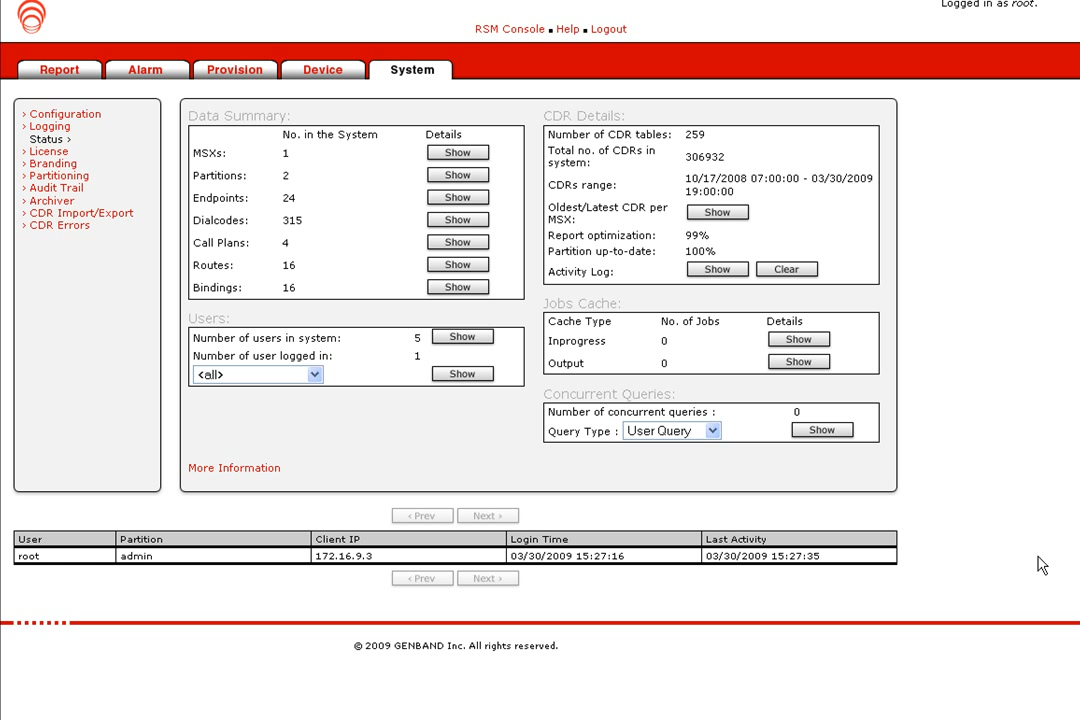 Logged in as root.
RSM Console ▪ Help ▪ Logout
Report Alarm Provision Device System
› Configuration
› Logging
Status ›
› License
› Branding
› Partitioning
› Audit Trail
› Archiver
› CDR Import/Export
› CDR Errors
Data Summary:
No. in the System Details
MSXs: 1 Show
Partitions: 2 Show
Endpoints: 24 Show
Dialcodes: 315 Show
Call Plans: 4 Show
Routes: 16 Show
Bindings: 16 Show
Users:
Number of users in system: 5 Show
Number of user logged in: 1
<all> Show
More Information
CDR Details:
Number of CDR tables: 259
Total no. of CDRs in
system: 306932
CDRs range: 10/17/2008 07:00:00 - 03/30/2009
19:00:00
Oldest/Latest CDR per
MSX: Show
Report optimization: 99%
Partition up-to-date: 100%
Activity Log: Show Clear
Jobs Cache:
Cache Type No. of Jobs Details
Inprogress 0 Show
Output 0 Show
Concurrent Queries:
Number of concurrent queries : 0
Query Type : User Query Show
‹ Prev Next ›
User Partition Client IP Login Time Last Activity
root admin 172.16.9.3 03/30/2009 15:27:16 03/30/2009 15:27:35
‹ Prev Next ›
© 2009 GENBAND Inc. All rights reserved.